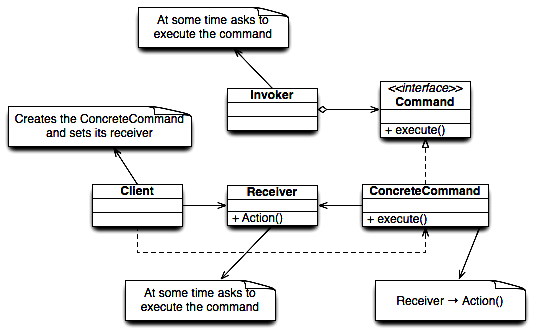 At some time asks to
execute the command
Invoker
<<interface>>
Command
+ execute()
Creates the ConcreteCommand
and sets its receiver
Client
Receiver
+ Action()
ConcreteCommand
+ execute()
At some time asks to
execute the command
Receiver → Action()